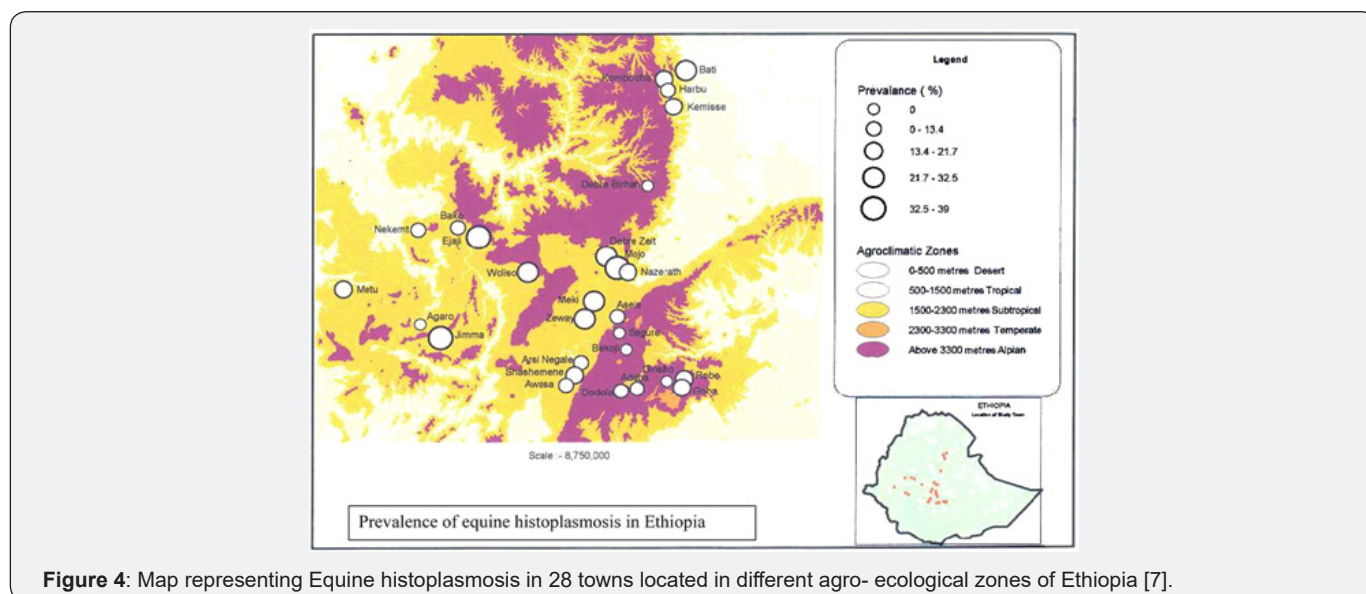 Bati
Kombolcha
Harbu
Kemisse
Debre Birhan
Bako
Nekemt
Ejaji
Debre Zeit
Mojo
Woliso
Nazerath
Metu
Meki
Asela
Zeway
Agaro
Jimma
Sagure
Bekoji
Arsi Negale
Shashemene
Awasa
Dinsho
Robe
Adaba
Dodola
Goba
Scale :- 8,750,000
Prevalence of equine histoplasmosis in Ethiopia
Legend
Prevalance ( %)
0
0 - 13.4
13.4 - 21.7
21.7 - 32.5
32.5 - 39
Agroclimatic Zones
0-500 metres Desert
500-1500 metres Tropical
1500-2300 metres Subtropical
2300-3300 metres Temperate
Above 3300 metres Alpian
ETHIOPIA
Location of Study Town
Figure 4: Map representing Equine histoplasmosis in 28 towns located in different agro- ecological zones of Ethiopia [7].